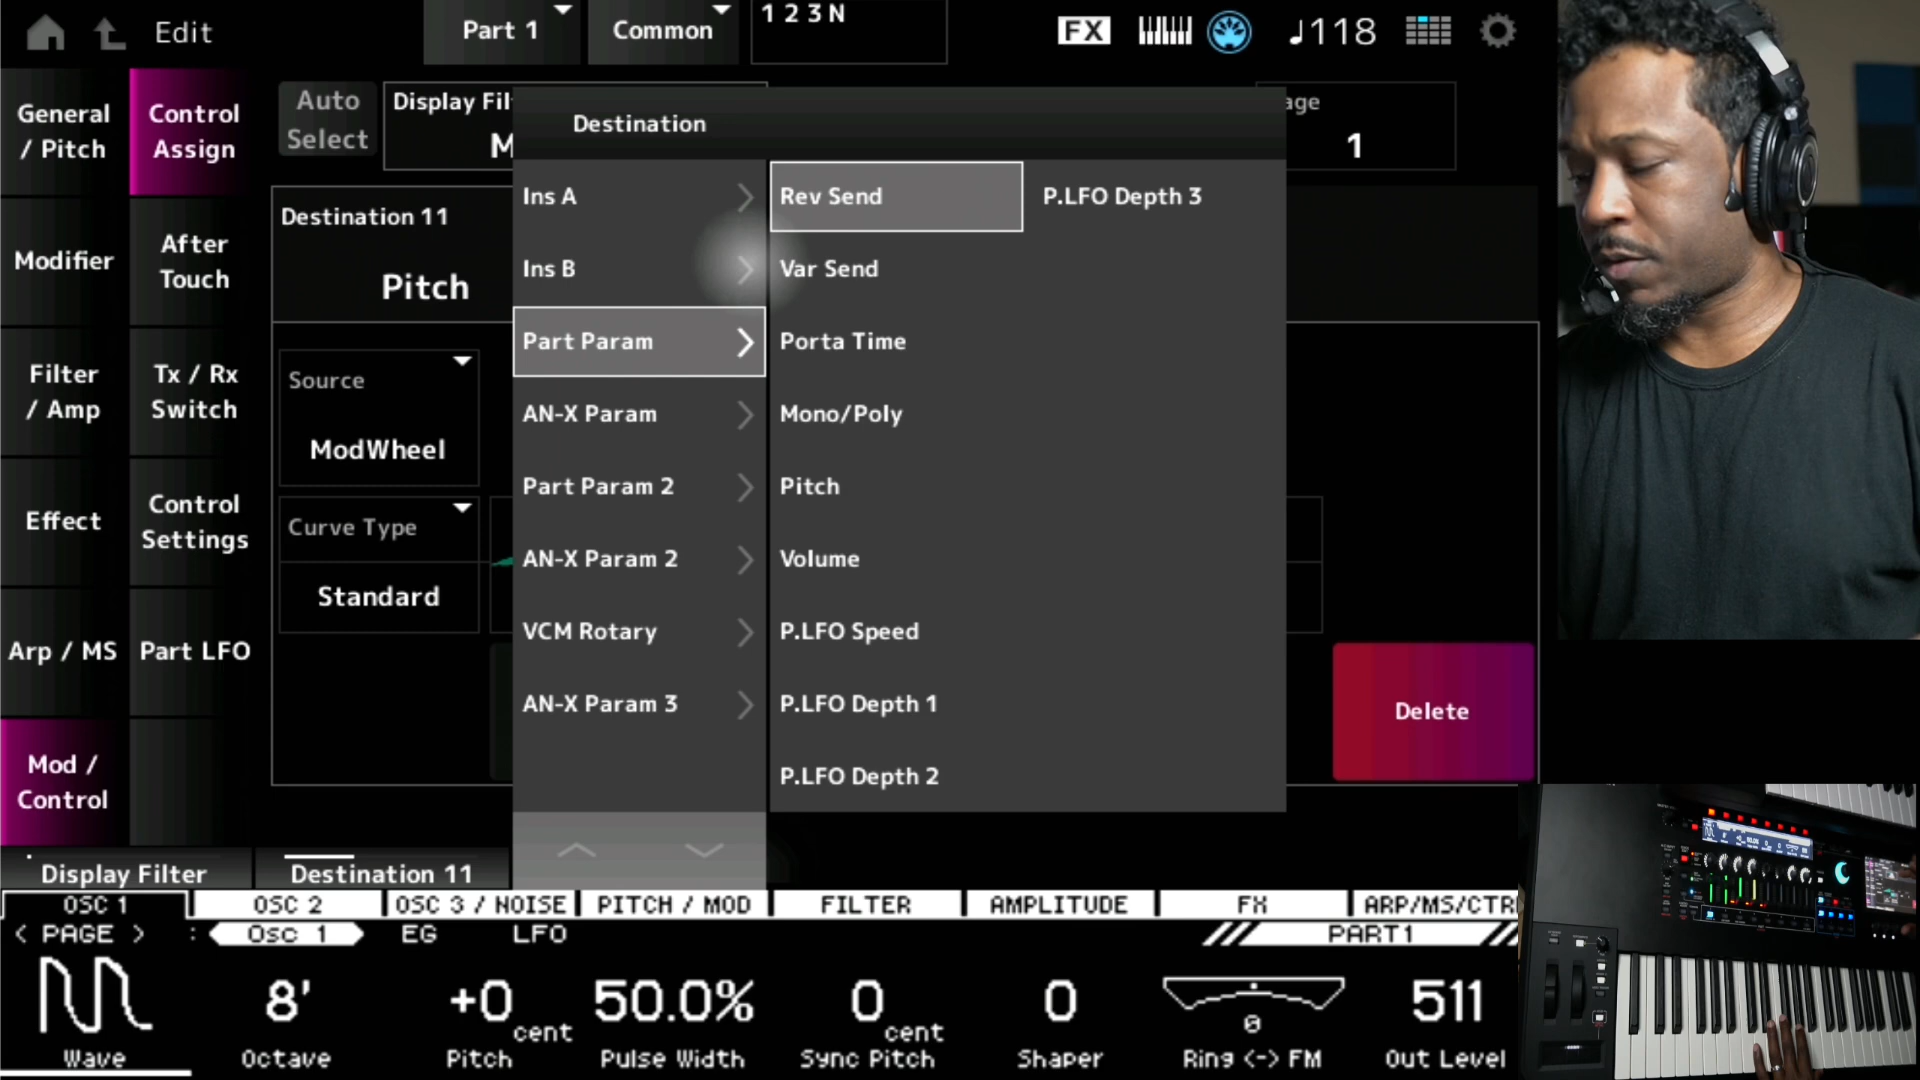 Edit
Part 1
Common
1 2 3 N
FX
♩118
General
/ Pitch
Control
Assign
Auto
Select
Display Fil
M
Destination
age
1
Modifier
After
Touch
Destination 11
Pitch
Ins A
Ins B
Part Param
AN-X Param
Part Param 2
AN-X Param 2
VCM Rotary
AN-X Param 3
Rev Send
Var Send
Porta Time
Mono/Poly
Pitch
Volume
P.LFO Speed
P.LFO Depth 1
P.LFO Depth 2
P.LFO Depth 3
Filter
/ Amp
Tx / Rx
Switch
Source
ModWheel
Effect
Control
Settings
Curve Type
Standard
Arp / MS
Part LFO
Delete
Mod /
Control
Display Filter
Destination 11
OSC 1
OSC 2
OSC 3 / NOISE
PITCH / MOD
FILTER
AMPLITUDE
FX
ARP/MS/CTR
< PAGE > : Osc 1 EG LFO
PART1
8'
+0 cent
50.0%
0 cent
0
0
511
Wave
Octave
Pitch
Pulse Width
Sync Pitch
Shaper
Ring <-> FM
Out Level